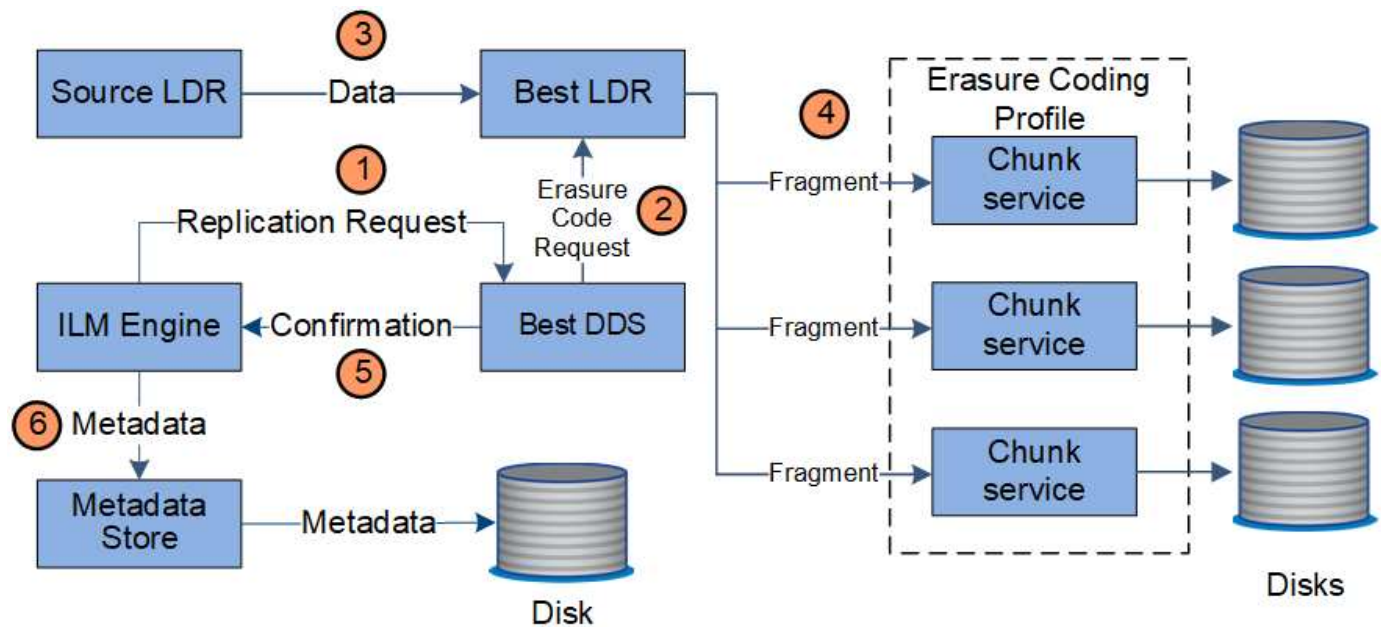 3
Source LDR
Data
Best LDR
Erasure Coding
Profile
4
Fragment
Chunk
service
1
Replication Request
Erasure
Code
Request
2
ILM Engine
Confirmation
Best DDS
5
Fragment
Chunk
service
6
Metadata
Fragment
Chunk
service
Metadata
Store
Metadata
Disk
Disks